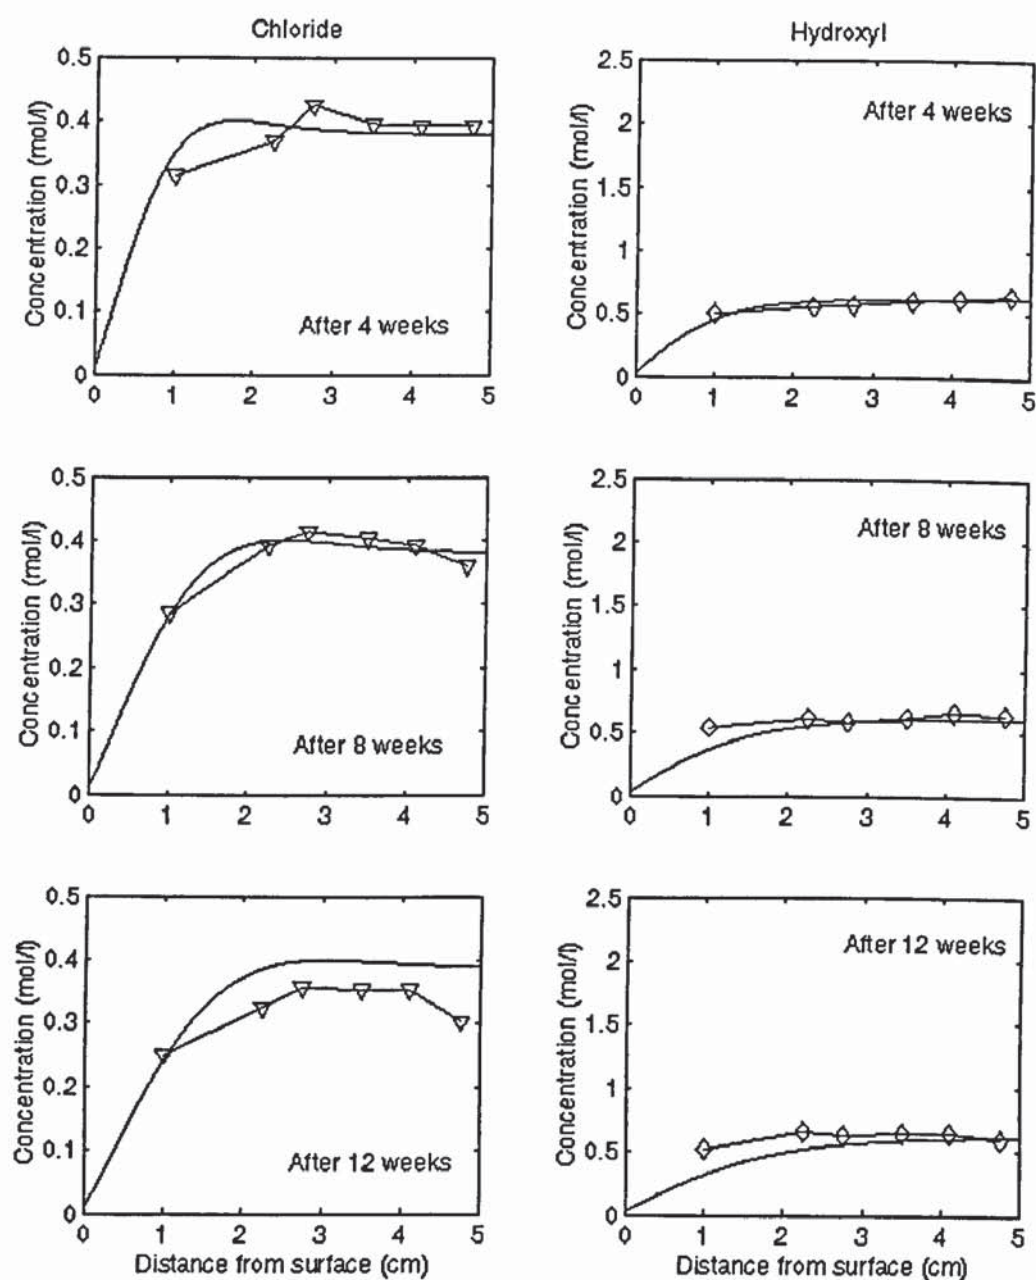 Chloride
0.5
0.4
0.3
0.2
0.1
0
Concentration (mol/l)
After 4 weeks
0 1 2 3 4 5
Hydroxyl
2.5
2
1.5
1
0.5
0
Concentration (mol/l)
After 4 weeks
0 1 2 3 4 5
0.5
0.4
0.3
0.2
0.1
0
Concentration (mol/l)
After 8 weeks
0 1 2 3 4 5
2.5
2
1.5
1
0.5
0
Concentration (mol/l)
After 8 weeks
0 1 2 3 4 5
0.5
0.4
0.3
0.2
0.1
0
Concentration (mol/l)
After 12 weeks
0 1 2 3 4 5
Distance from surface (cm)
2.5
2
1.5
1
0.5
0
Concentration (mol/l)
After 12 weeks
0 1 2 3 4 5
Distance from surface (cm)